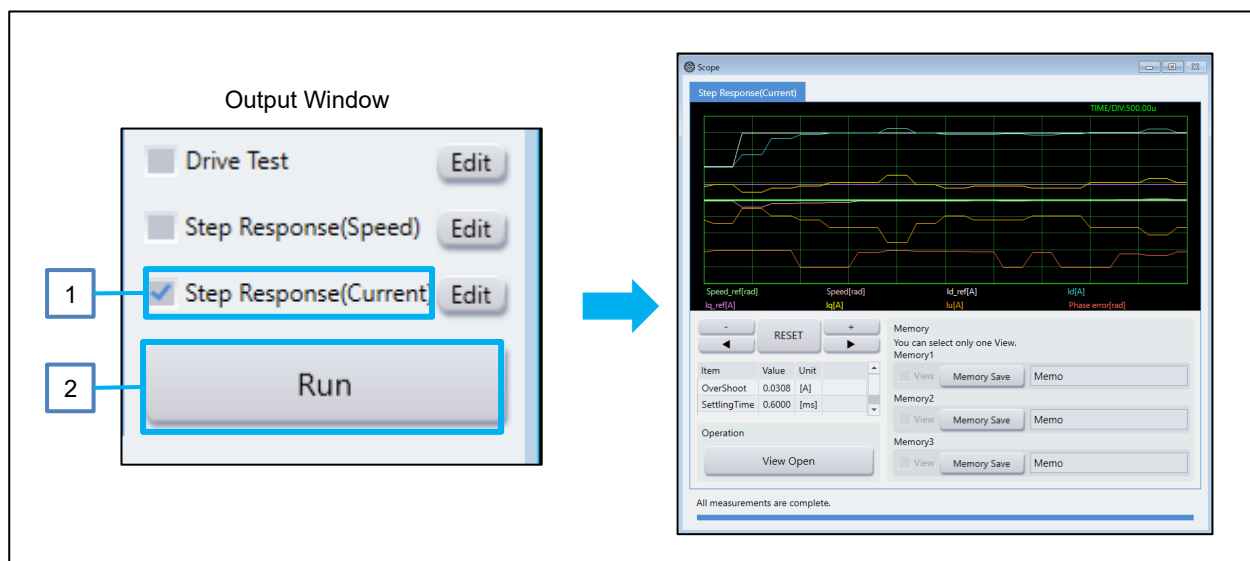 Output Window
Drive Test
Edit
Step Response(Speed)
Edit
1
Step Response(Current)
Edit
2
Run
Scope
Step Response(Current)
TIME/DIV:500.00u
Speed_ref[rad] Speed[rad] Id_ref[A] Id[A]
Iq_ref[A] Iq[A] Iu[A] Phase error[rad]
- RESET +
Item Value Unit
OverShoot 0.0308 [A]
SettlingTime 0.6000 [ms]
Operation
View Open
Memory
You can select only one View.
Memory1
View Memory Save Memo
Memory2
View Memory Save Memo
Memory3
View Memory Save Memo
All measurements are complete.